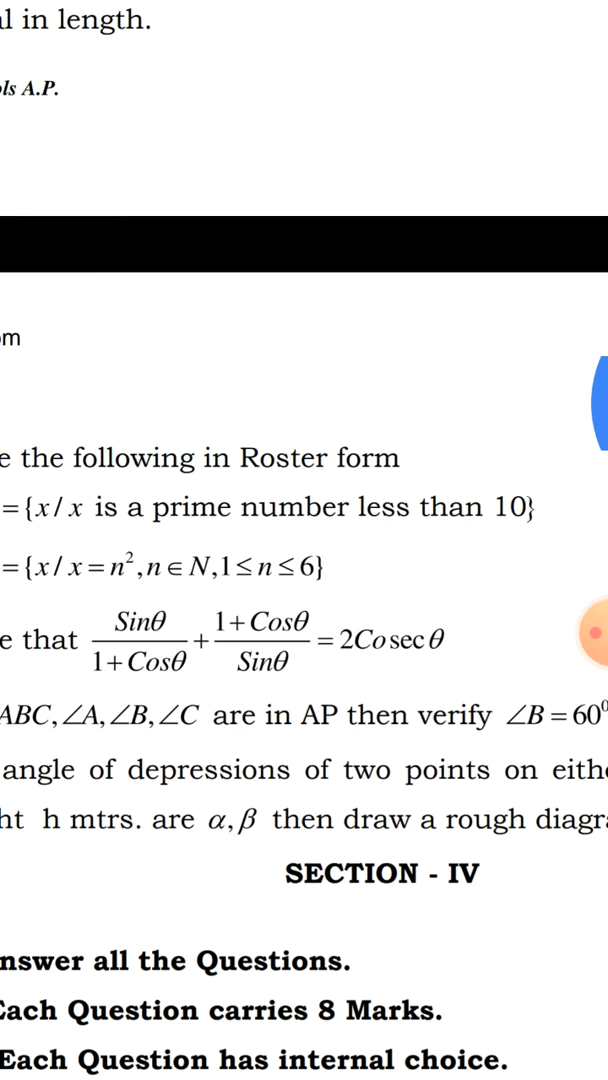 l in length.
ls A.P.
m
e the following in Roster form
= {x / x is a prime number less than 10}
= {x / x = n², n ∈ N, 1 ≤ n ≤ 6}
e that Sinθ/(1+Cosθ) + (1+Cosθ)/Sinθ = 2Cosecθ
ABC, ∠A, ∠B, ∠C are in AP then verify ∠B = 60⁰
angle of depressions of two points on eith
ht h mtrs. are α, β then draw a rough diagr
SECTION - IV
nswer all the Questions.
Each Question carries 8 Marks.
Each Question has internal choice.